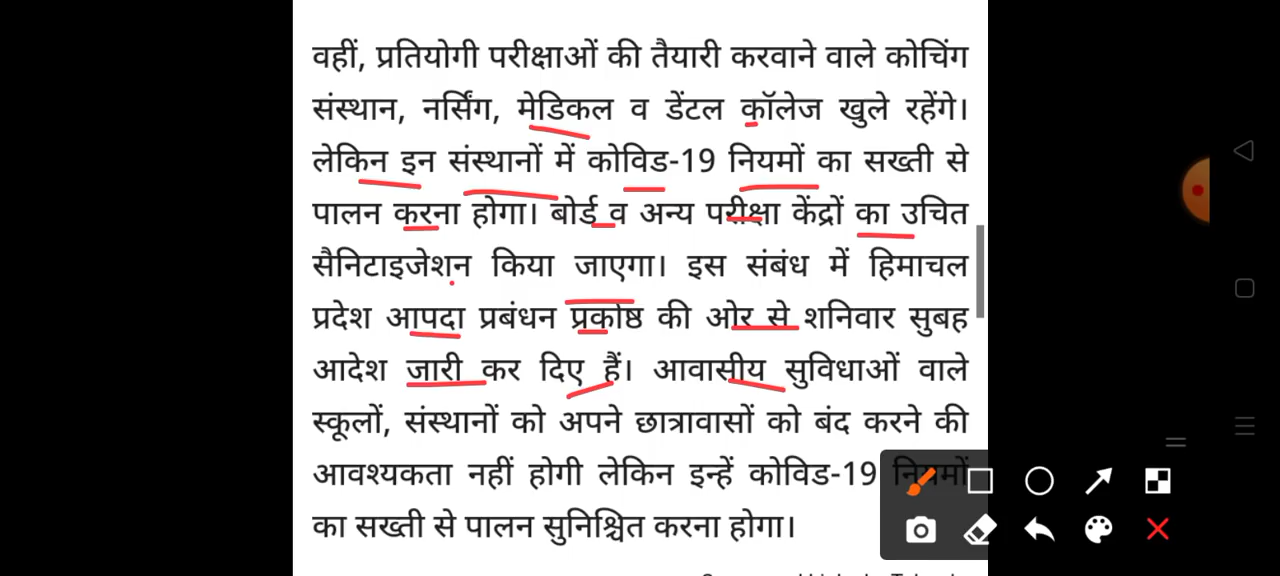 वहीं, प्रतियोगी परीक्षाओं की तैयारी करवाने वाले कोचिंग
संस्थान, नर्सिंग, मेडिकल व डेंटल कॉलेज खुले रहेंगे।
लेकिन इन संस्थानों में कोविड-19 नियमों का सख्ती से
पालन करना होगा। बोर्ड व अन्य परीक्षा केंद्रों का उचित
सैनिटाइजेशन किया जाएगा। इस संबंध में हिमाचल
प्रदेश आपदा प्रबंधन प्रकोष्ठ की ओर से शनिवार सुबह
आदेश जारी कर दिए हैं। आवासीय सुविधाओं वाले
स्कूलों, संस्थानों को अपने छात्रावासों को बंद करने की
आवश्यकता नहीं होगी लेकिन इन्हें कोविड-19 नियमों
का सख्ती से पालन सुनिश्चित करना होगा।